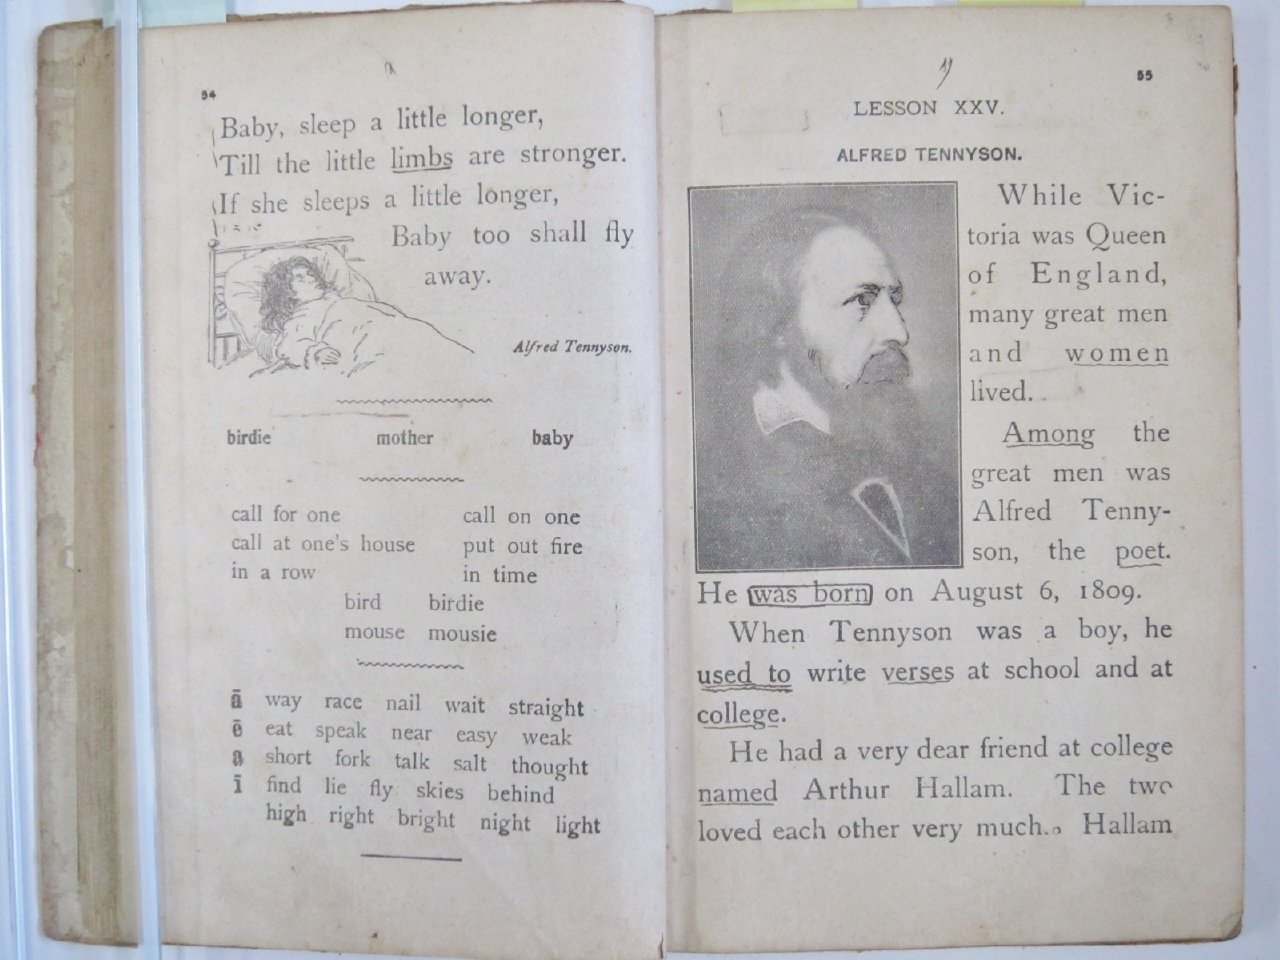 94
Baby, sleep a little longer,
Till the little limbs are stronger.
If she sleeps a little longer,
Baby too shall fly
away.
Alfred Tennyson.
birdie mother baby
call for one call on one
call at one's house put out fire
in a row in time
bird birdie
mouse mousie
ā way race nail wait straight
ē eat speak near easy weak
a̤ short fork talk salt thought
ī find lie fly skies behind
high right bright night light
95
LESSON XXV.
ALFRED TENNYSON.
While Vic-
toria was Queen
of England,
many great men
and women
lived.
Among the
great men was
Alfred Tenny-
son, the poet.
He was born on August 6, 1809.
When Tennyson was a boy, he
used to write verses at school and at
college.
He had a very dear friend at college
named Arthur Hallam. The two
loved each other very much. Hallam